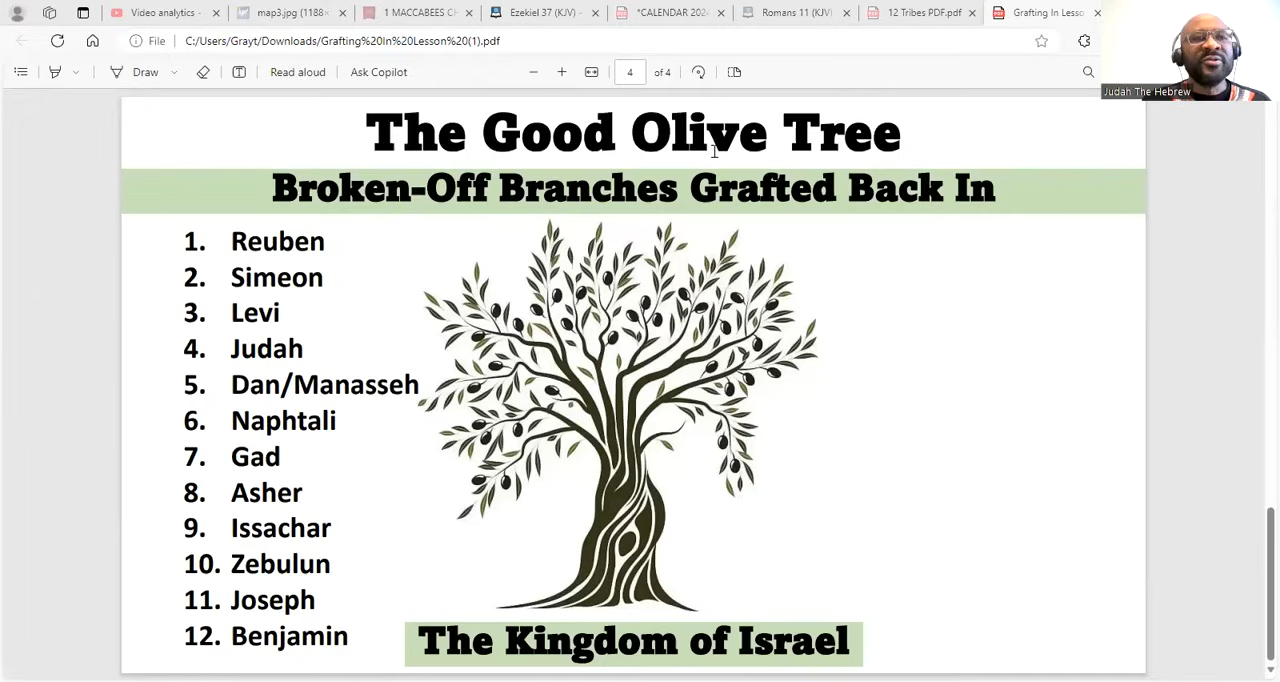 Video analytics -
map3.jpg (1188×
1 MACCABEES CH
Ezekiel 37 (KJV) -
*CALENDAR 2024
Romans 11 (KJV)
12 Tribes PDF.pdf
Grafting In Lesso
File
C:/Users/Grayt/Downloads/Grafting%20In%20Lesson%20(1).pdf
Draw
Read aloud
Ask Copilot
4
of 4
Judah The Hebrew
The Good Olive Tree
Broken-Off Branches Grafted Back In
1. Reuben
2. Simeon
3. Levi
4. Judah
5. Dan/Manasseh
6. Naphtali
7. Gad
8. Asher
9. Issachar
10. Zebulun
11. Joseph
12. Benjamin
The Kingdom of Israel